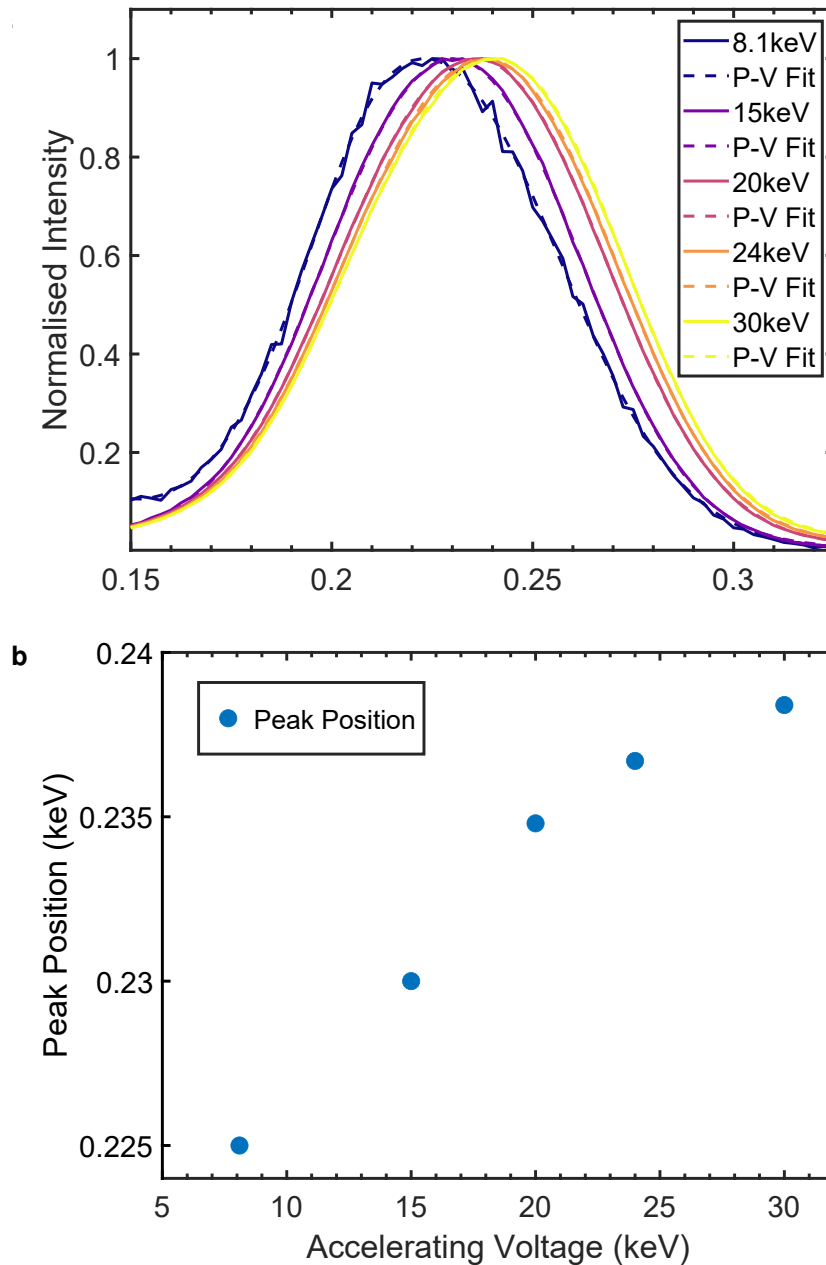 1
0.8
0.6
0.4
0.2
Normalised Intensity
0.15
0.2
0.25
0.3
8.1keV
P-V Fit
15keV
P-V Fit
20keV
P-V Fit
24keV
P-V Fit
30keV
P-V Fit
b
0.24
0.235
0.23
0.225
Peak Position (keV)
Peak Position
5
10
15
20
25
30
Accelerating Voltage (keV)